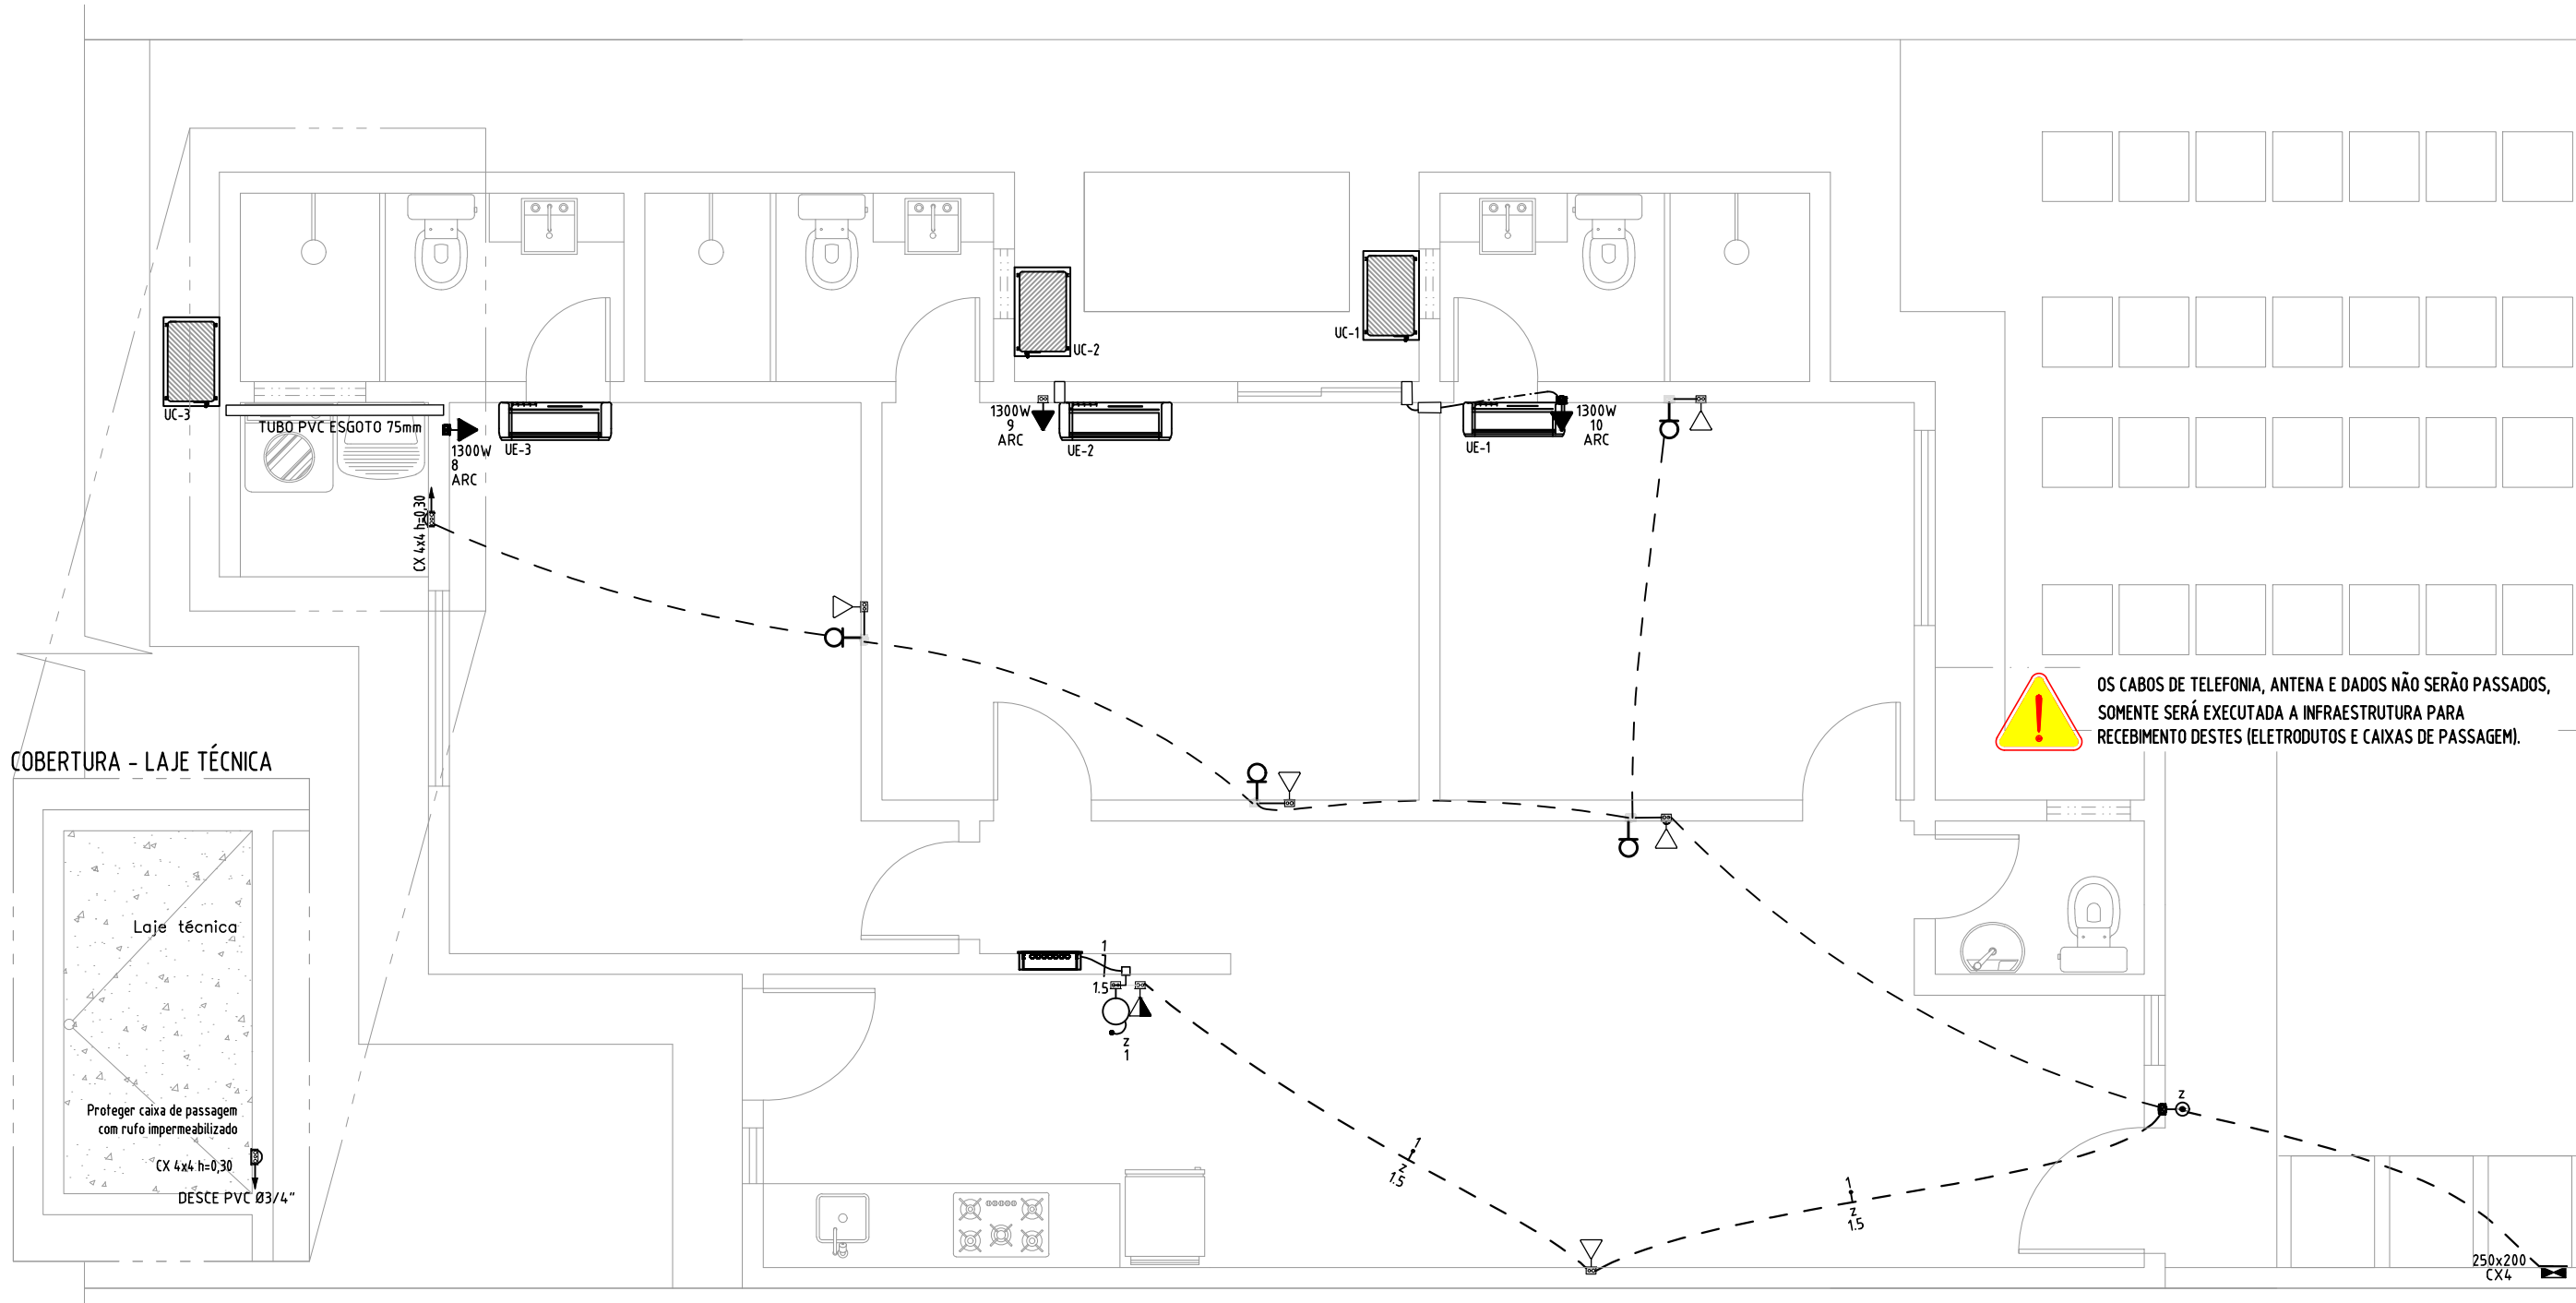 UC-3
UC-2
UC-1
TUBO PVC ESGOTO 75mm
1300W
8
ARC
UE-3
1300W
9
ARC
UE-2
UE-1
1300W
10
ARC
CX 4x4 h=0,30
OS CABOS DE TELEFONIA, ANTENA E DADOS NÃO SERÃO PASSADOS,
SOMENTE SERÁ EXECUTADA A INFRAESTRUTURA PARA
RECEBIMENTO DESTES (ELETRODUTOS E CAIXAS DE PASSAGEM).
COBERTURA - LAJE TÉCNICA
Laje técnica
1
1.5
z
1
Proteger caixa de passagem
com rufo impermeabilizado
CX 4x4 h=0,30
DESCE PVC Ø3/4"
z
1
z
1.5
1
z
1.5
250x200
CX4